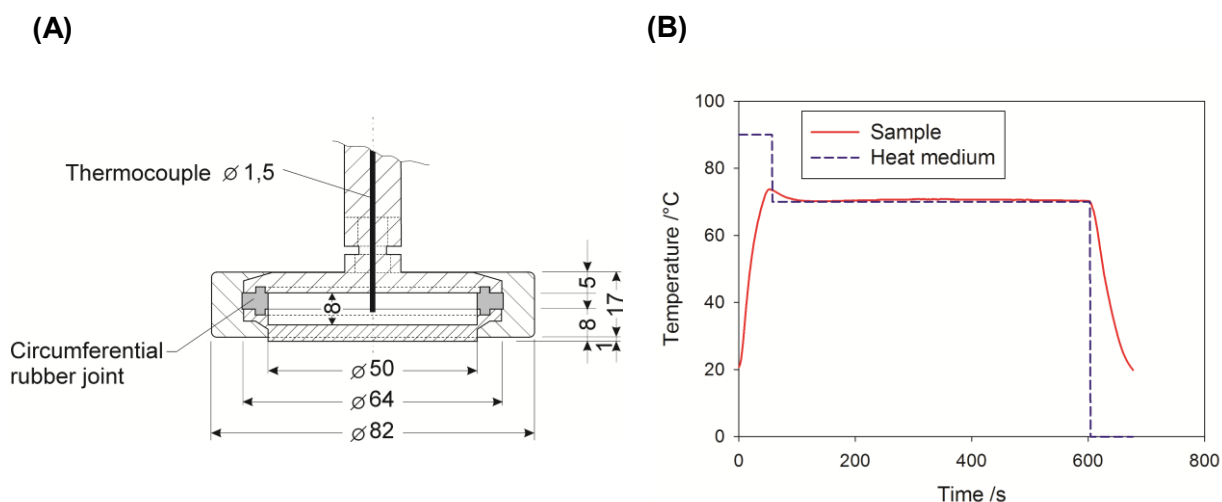 (A)
Thermocouple ⌀ 1,5
8
5
17
8
1
Circumferential
rubber joint
⌀50
⌀64
⌀82
(B)
100
80
60
40
20
0
Temperature /°C
Sample
Heat medium
0
200
400
600
800
Time /s